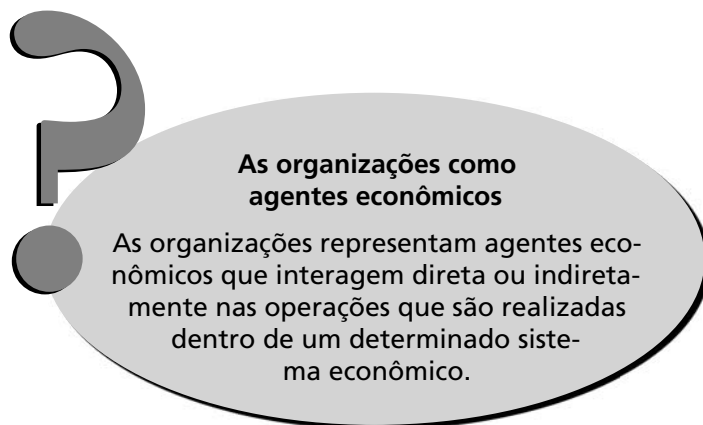 As organizações como
agentes econômicos
As organizações representam agentes eco-
nômicos que interagem direta ou indireta-
mente nas operações que são realizadas
dentro de um determinado siste-
ma econômico.